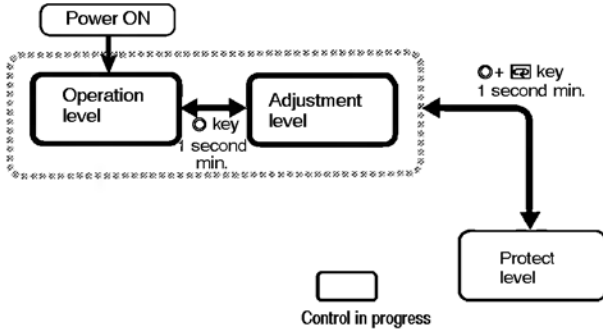 Power ON
Operation
level
Adjustment
level
key
1 second
min.
+ key
1 second min.
Protect
level
Control in progress